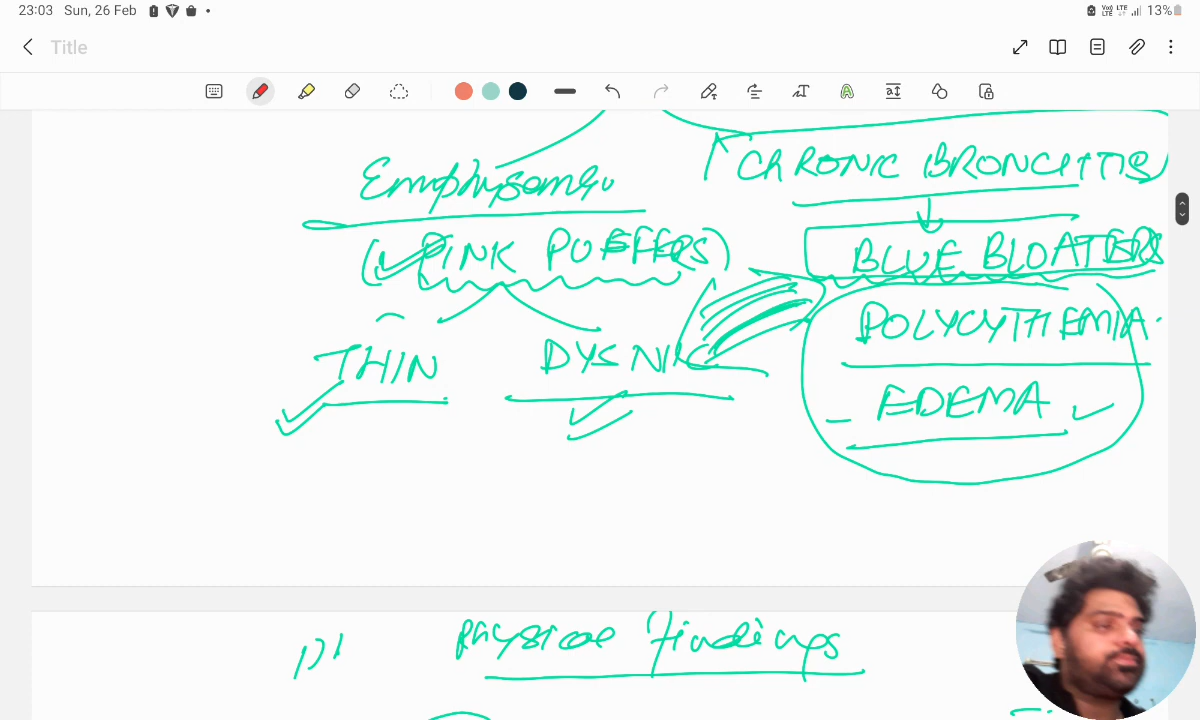 23:03 Sun, 26 Feb
13%
Title
Emphysema
CHRONIC BRONCHITIS
(PINK PUFFERS)
BLUE BLOATERS
POLYCYTHEMIA
THIN
DYSNIC
- EDEMA
Physical findings